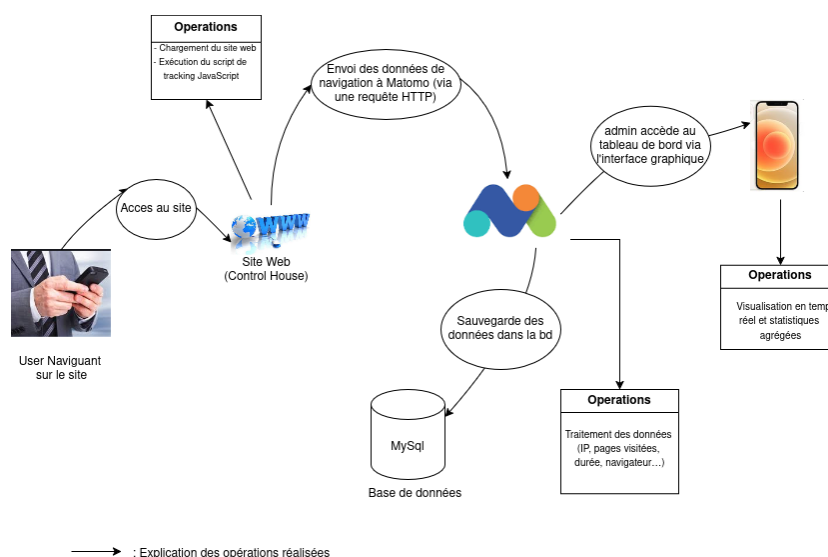 Operations
- Chargement du site web
- Exécution du script de
tracking JavaScript
Envoi des données de
navigation à Matomo (via
une requête HTTP)
admin accède au
tableau de bord via
l'interface graphique
Acces au site
WWW
Site Web
(Control House)
User Naviguant
sur le site
Operations
Visualisation en temp
réel et statistiques
agrégées
Sauvegarde des
données dans la bd
Operations
Traitement des données
(IP, pages visitées,
durée, navigateur...)
MySql
Base de données
: Explication des opérations réalisées